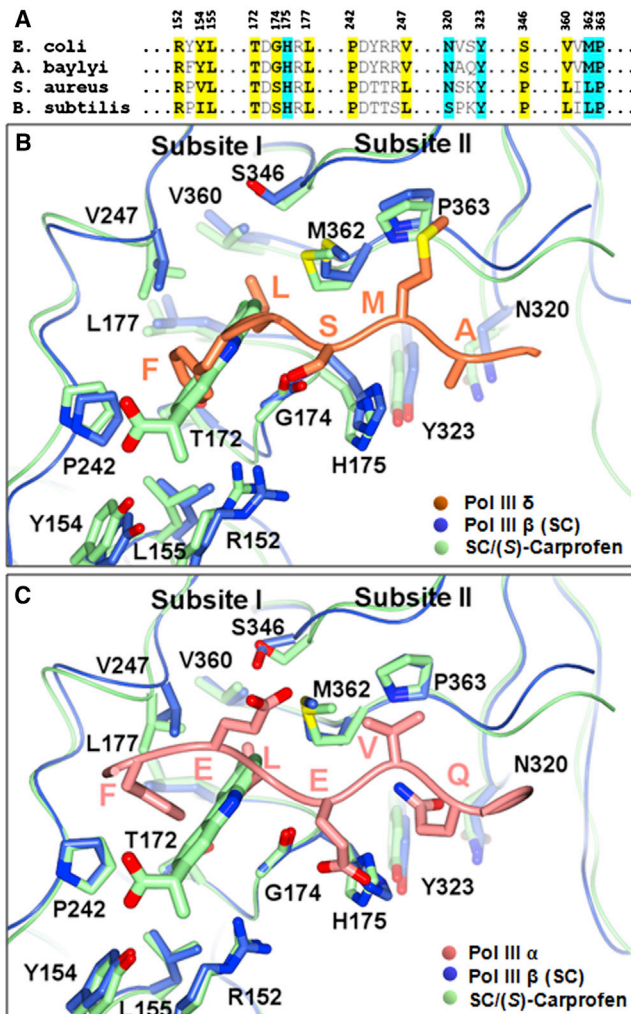 A
152 154 155 172 174 175 177 242 247 320 323 346 360 362 363
E. coli ...RYYL...TDGHRL...PDYRRV...NVSY...S...VVMP
A. baylyi ...RFYL...TDGHRL...PDYRRV...NAQY...S...VVMP
S. aureus ...RPIL...TDSHRL...PDTTRL...NSKY...P...LILP
B. subtilis ...RPVL...TDSHRL...PDTTSL...SPKY...P...LILP
B
Subsite I Subsite II
S346
V360 P363
V247 M362
L M N320
L177 S A
F
T172 G174 Y323
P242 H175
Y154 L155 R152
Pol III δ
Pol III β (SC)
SC/(S)-Carprofen
C
Subsite I Subsite II
S346
V247 V360 M362 P363
L177 V N320
F E L E Q
T172
P242 G174 H175 Y323
Y154 L155 R152
Pol III α
Pol III β (SC)
SC/(S)-Carprofen